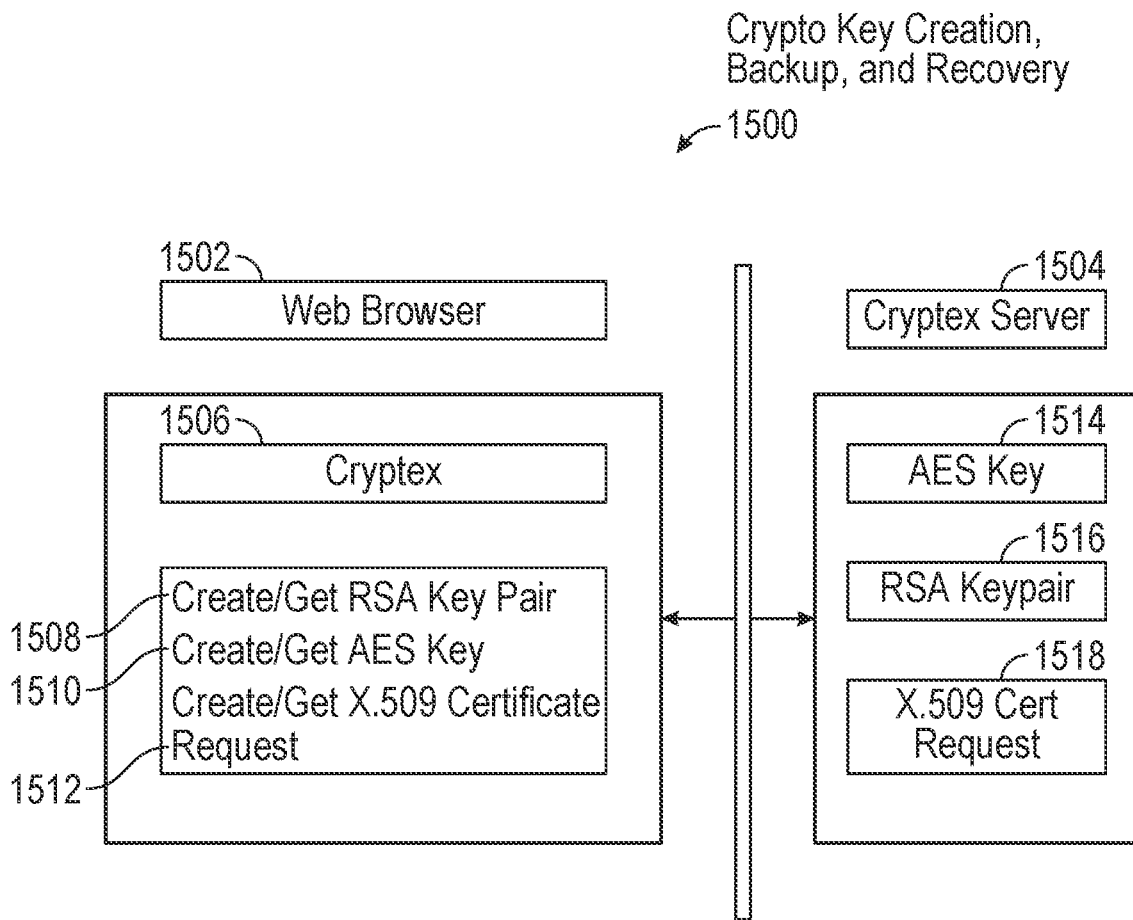 Crypto Key Creation,
Backup, and Recovery
1500
1502
Web Browser
1504
Cryptex Server
1506
Cryptex
1508
Create/Get RSA Key Pair
1510
Create/Get AES Key
1512
Create/Get X.509 Certificate
Request
1514
AES Key
1516
RSA Keypair
1518
X.509 Cert
Request